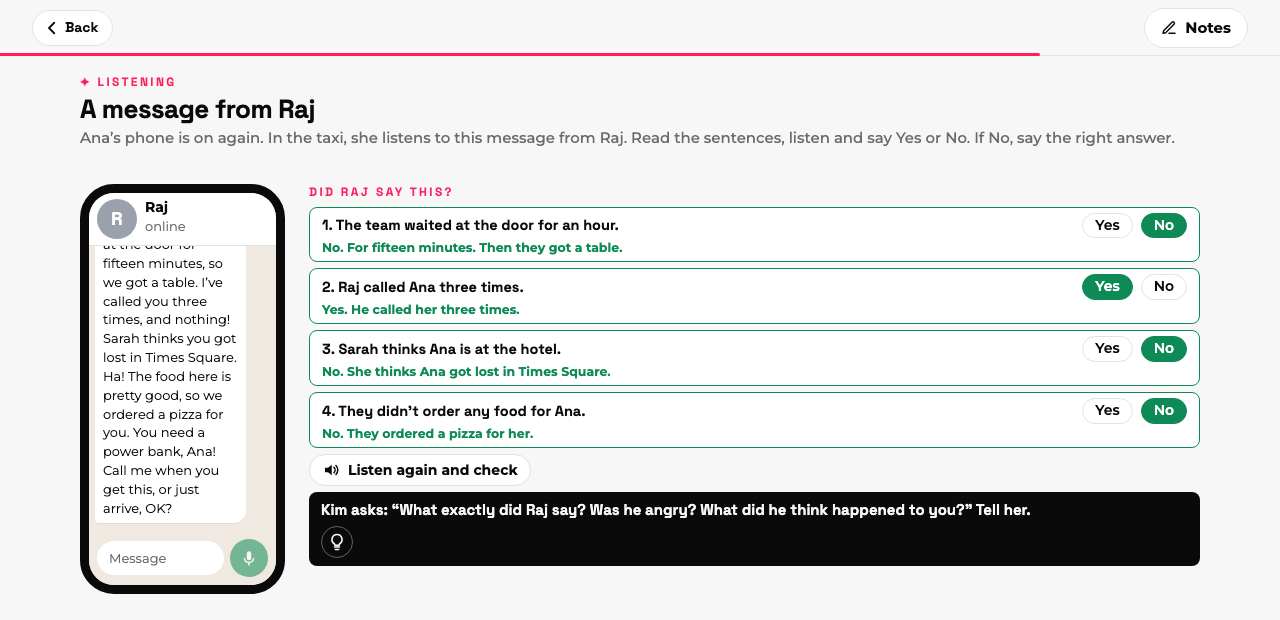 Back
Notes
LISTENING
A message from Raj
Ana’s phone is on again. In the taxi, she listens to this message from Raj. Read the sentences, listen and say Yes or No. If No, say the right answer.
R
Raj
online
at the door for
fifteen minutes, so
we got a table. I’ve
called you three
times, and nothing!
Sarah thinks you got
lost in Times Square.
Ha! The food here is
pretty good, so we
ordered a pizza for
you. You need a
power bank, Ana!
Call me when you
get this, or just
arrive, OK?
Message
DID RAJ SAY THIS?
1. The team waited at the door for an hour.
Yes No
No. For fifteen minutes. Then they got a table.
2. Raj called Ana three times.
Yes No
Yes. He called her three times.
3. Sarah thinks Ana is at the hotel.
Yes No
No. She thinks Ana got lost in Times Square.
4. They didn’t order any food for Ana.
Yes No
No. They ordered a pizza for her.
Listen again and check
Kim asks: “What exactly did Raj say? Was he angry? What did he think happened to you?” Tell her.